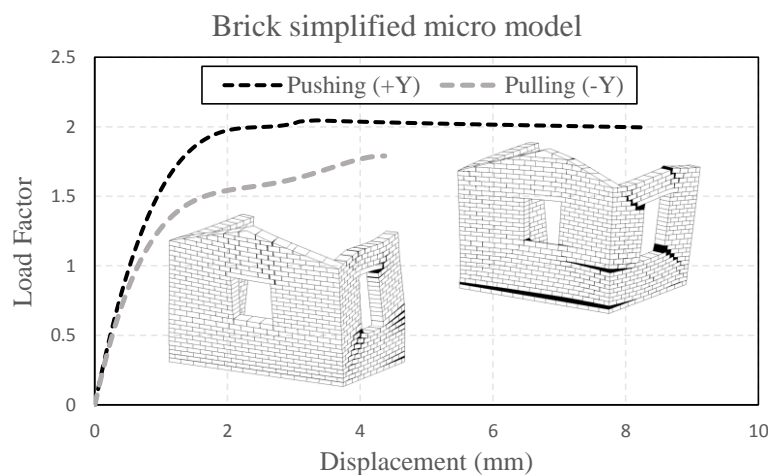 Brick simplified micro model
2.5
Pushing (+Y) Pulling (-Y)
2
1.5
1
0.5
0
0 2 4 6 8 10
Load Factor
Displacement (mm)